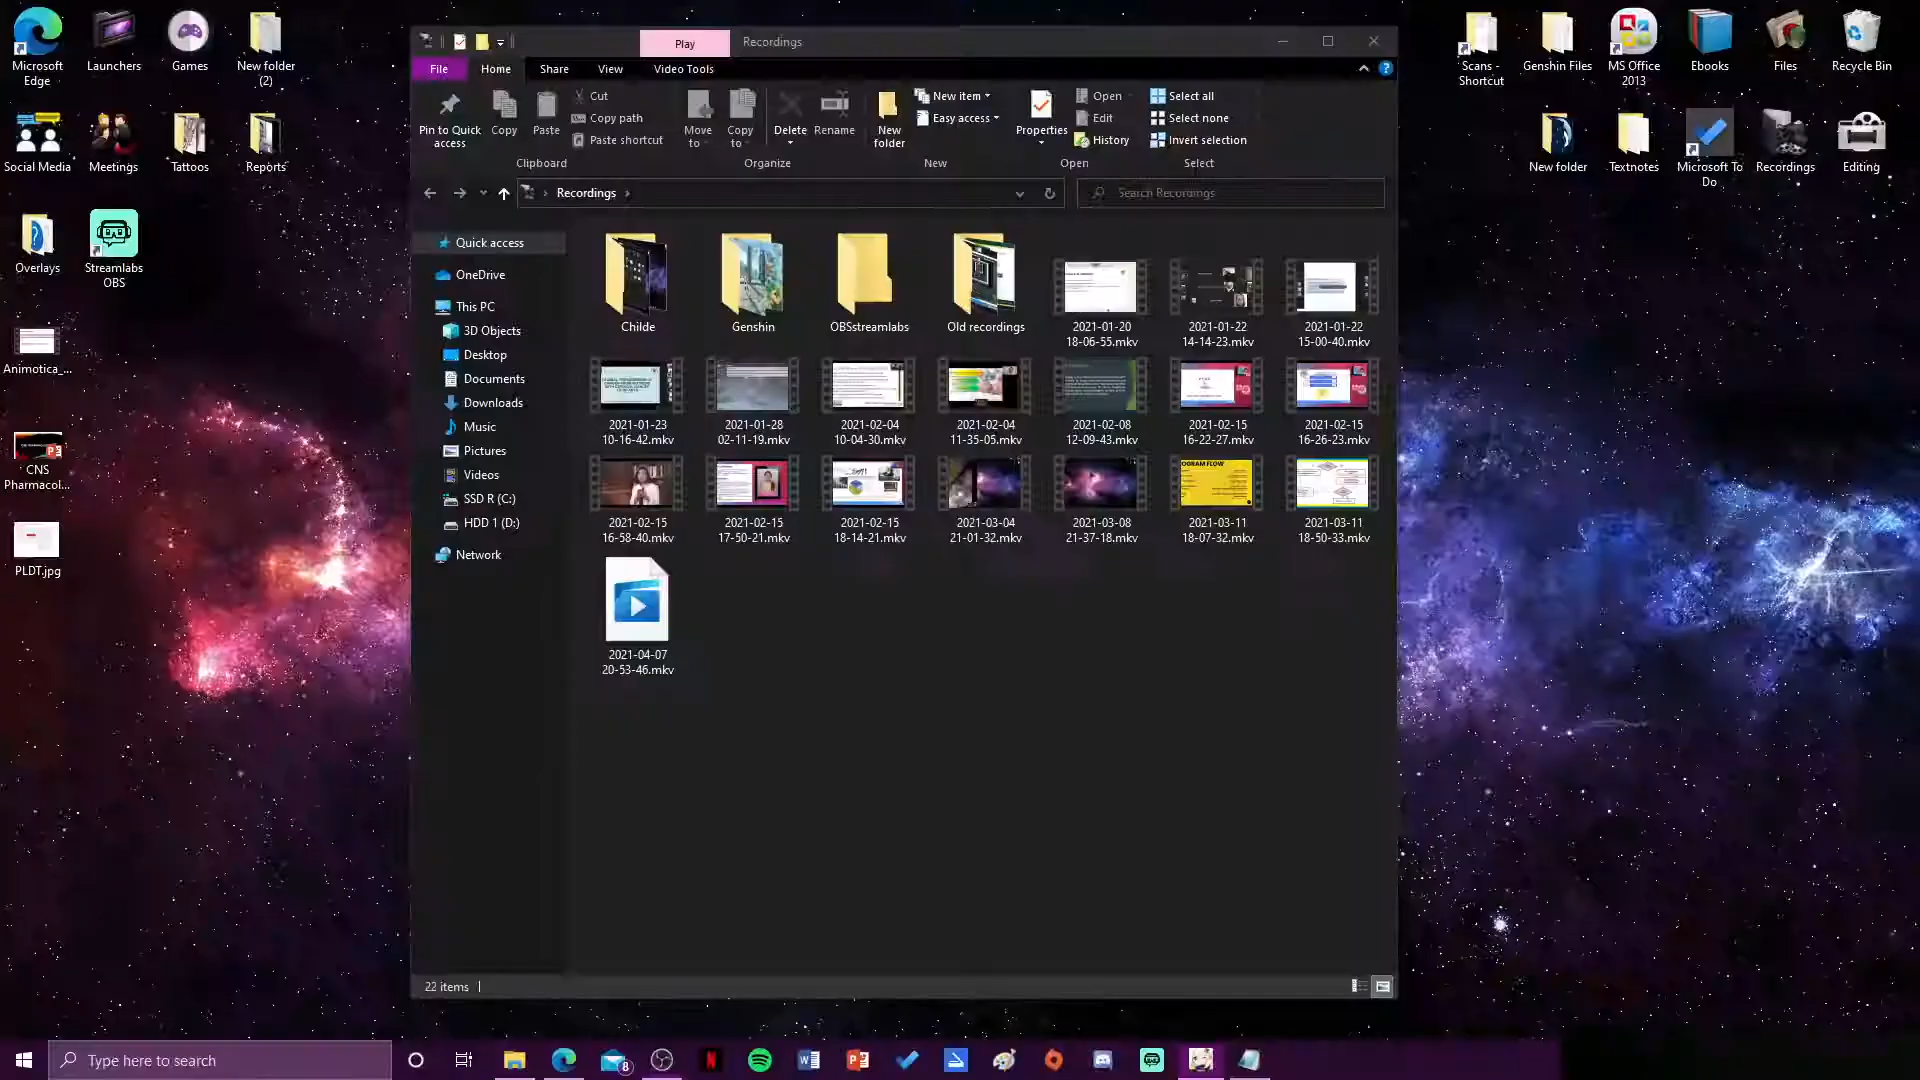 Microsoft
Edge
Launchers
Games
New folder
(2)
Social Media
Meetings
Tattoos
Reports
Overlays
Streamlabs
OBS
Animotica_...
CNS
Pharmacol...
PLDT.jpg
Play
Recordings
File
Home
Share
View
Video Tools
Pin to Quick
access
Copy
Paste
Cut
Copy path
Paste shortcut
Clipboard
Move
to
Copy
to
Delete
Rename
Organize
New
folder
New item
Easy access
New
Properties
Open
Edit
History
Open
Select all
Select none
Invert selection
Select
Recordings
Search Recordings
Quick access
OneDrive
This PC
3D Objects
Desktop
Documents
Downloads
Music
Pictures
Videos
SSD R (C:)
HDD 1 (D:)
Network
Childe
Genshin
OBSstreamlabs
Old recordings
2021-01-20
18-06-55.mkv
2021-01-22
14-14-23.mkv
2021-01-22
15-00-40.mkv
2021-01-23
10-16-42.mkv
2021-01-28
02-11-19.mkv
2021-02-04
10-04-30.mkv
2021-02-04
11-35-05.mkv
2021-02-08
12-09-43.mkv
2021-02-15
16-22-27.mkv
2021-02-15
16-26-23.mkv
2021-02-15
16-58-40.mkv
2021-02-15
17-50-21.mkv
2021-02-15
18-14-21.mkv
2021-03-04
21-01-32.mkv
2021-03-08
21-37-18.mkv
OGRAM FLOW
2021-03-11
18-07-32.mkv
2021-03-11
18-50-33.mkv
2021-04-07
20-53-46.mkv
22 items
Scans -
Shortcut
Genshin Files
MS Office
2013
Ebooks
Files
Recycle Bin
New folder
Textnotes
Microsoft To
Do
Recordings
Editing
Type here to search
8